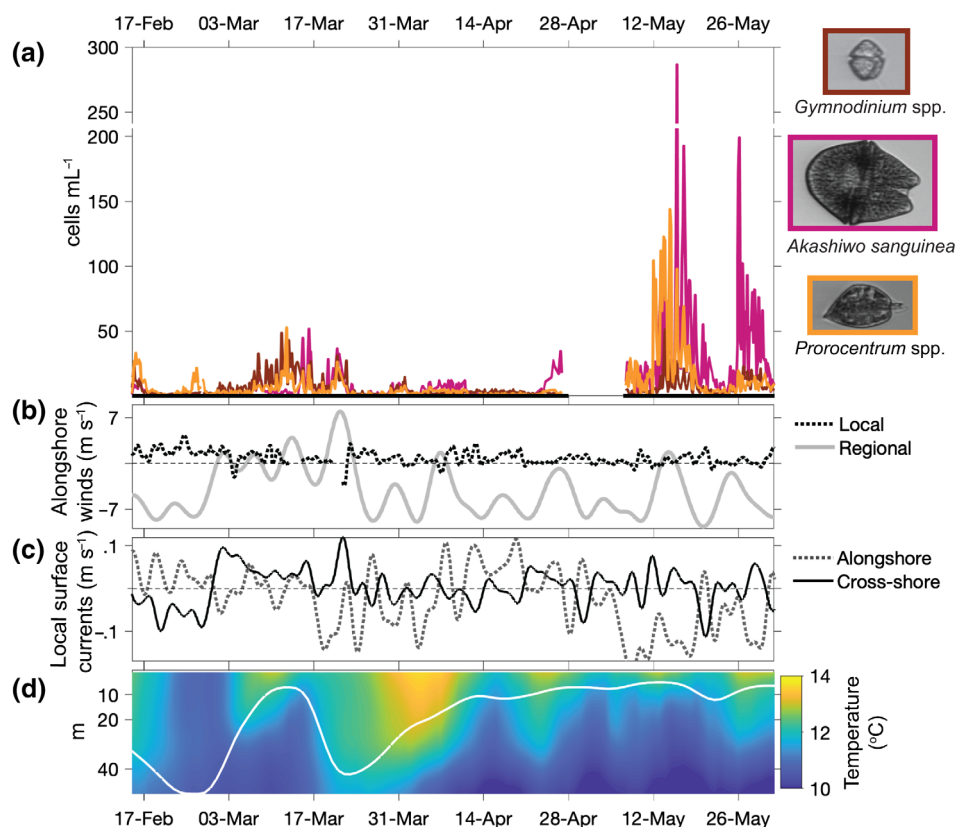 17-Feb 03-Mar 17-Mar 31-Mar 14-Apr 28-Apr 12-May 26-May
(a)
300
250
200
150
100
50
cells mL⁻¹
Gymnodinium spp.
Akashiwo sanguinea
Prorocentrum spp.
(b)
Alongshore
winds (m s⁻¹)
7
-7
Local
Regional
(c)
Local surface
currents (m s⁻¹)
.1
-.1
Alongshore
Cross-shore
(d)
m
10
20
40
14
12
10
Temperature
(°C)
17-Feb 03-Mar 17-Mar 31-Mar 14-Apr 28-Apr 12-May 26-May